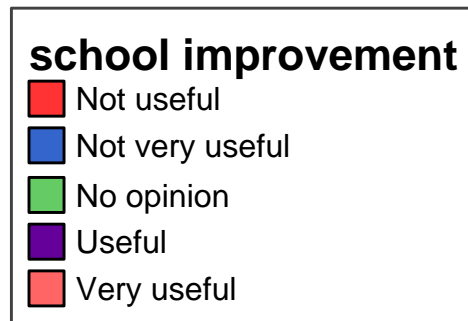 school improvement
Not useful
Not very useful
No opinion
Useful
Very useful